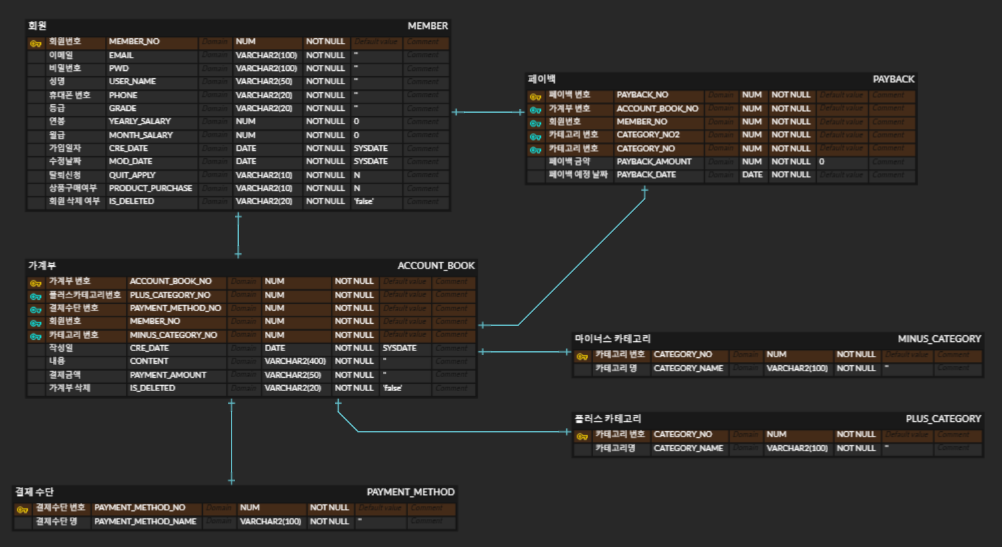 회원 MEMBER
회원번호 MEMBER_NO Domain NUM NOT NULL Default value Comment
이메일 EMAIL Domain VARCHAR2(100) NOT NULL '' Comment
비밀번호 PWD Domain VARCHAR2(100) NOT NULL '' Comment
성명 USER_NAME Domain VARCHAR2(50) NOT NULL '' Comment
휴대폰 번호 PHONE Domain VARCHAR2(20) NOT NULL '' Comment
등급 GRADE Domain VARCHAR2(20) NOT NULL '' Comment
연봉 YEARLY_SALARY Domain NUM NOT NULL 0 Comment
월급 MONTH_SALARY Domain NUM NOT NULL 0 Comment
가입일자 CRE_DATE Domain DATE NOT NULL SYSDATE Comment
수정날짜 MOD_DATE Domain DATE NOT NULL SYSDATE Comment
탈퇴신청 QUIT_APPLY Domain VARCHAR2(10) NOT NULL N Comment
상품구매여부 PRODUCT_PURCHASE Domain VARCHAR2(10) NOT NULL N Comment
회원 삭제 여부 IS_DELETED Domain VARCHAR2(20) NOT NULL 'false' Comment
페이백 PAYBACK
페이백 번호 PAYBACK_NO Domain NUM NOT NULL Default value Comment
가계부 번호 ACCOUNT_BOOK_NO Domain NUM NOT NULL Default value Comment
회원번호 MEMBER_NO Domain NUM NOT NULL Default value Comment
카테고리 번호 CATEGORY_NO2 Domain NUM NOT NULL Default value Comment
카테고리 번호 CATEGORY_NO Domain NUM NOT NULL Default value Comment
페이백 금약 PAYBACK_AMOUNT Domain NUM NOT NULL 0 Comment
페이백 예정 날짜 PAYBACK_DATE Domain DATE NOT NULL Default value Comment
가계부 ACCOUNT_BOOK
가계부 번호 ACCOUNT_BOOK_NO Domain NUM NOT NULL Default value Comment
플러스카테고리번호 PLUS_CATEGORY_NO Domain NUM NOT NULL Default value Comment
결제수단 번호 PAYMENT_METHOD_NO Domain NUM NOT NULL Default value Comment
회원번호 MEMBER_NO Domain NUM NOT NULL Default value Comment
카테고리 번호 MINUS_CATEGORY_NO Domain NUM NOT NULL Default value Comment
작성일 CRE_DATE Domain DATE NOT NULL SYSDATE Comment
내용 CONTENT Domain VARCHAR2(400) NOT NULL '' Comment
결제금액 PAYMENT_AMOUNT Domain VARCHAR2(50) NOT NULL '' Comment
가계부 삭제 IS_DELETED Domain VARCHAR2(20) NOT NULL 'false' Comment
마이너스 카테고리 MINUS_CATEGORY
카테고리 번호 CATEGORY_NO Domain NUM NOT NULL Default value Comment
카테고리 명 CATEGORY_NAME Domain VARCHAR2(100) NOT NULL '' Comment
플러스 카테고리 PLUS_CATEGORY
카테고리 번호 CATEGORY_NO Domain NUM NOT NULL Default value Comment
카테고리명 CATEGORY_NAME Domain VARCHAR2(100) NOT NULL '' Comment
결제 수단 PAYMENT_METHOD
결제수단 번호 PAYMENT_METHOD_NO Domain NUM NOT NULL Default value Comment
결제수단 명 PAYMENT_METHOD_NAME Domain VARCHAR2(100) NOT NULL '' Comment